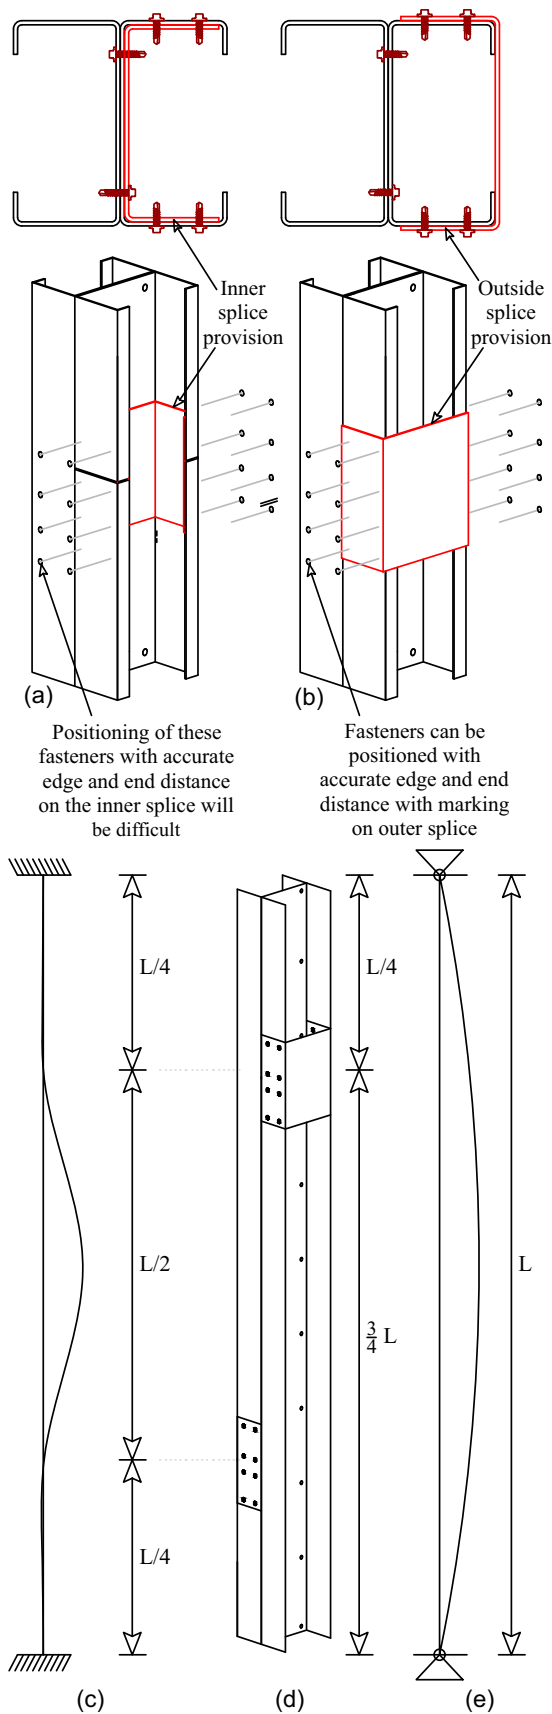 Inner
splice
provision
Outside
splice
provision
(a)
(b)
Positioning of these
fasteners with accurate
edge and end distance
on the inner splice will
be difficult
Fasteners can be
positioned with
accurate edge and end
distance with marking
on outer splice
L/4
L/4
L/2
L
3/4 L
L/4
(c)
(d)
(e)